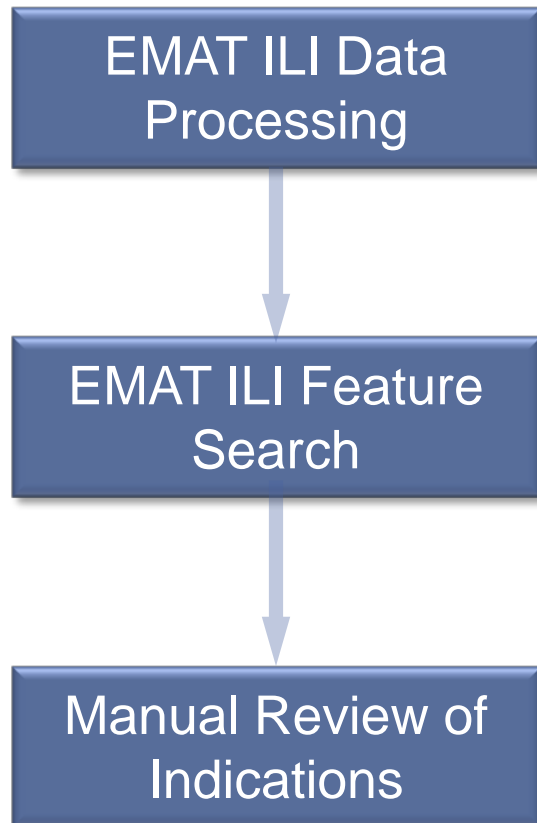 EMAT ILI Data
Processing
EMAT ILI Feature
Search
Manual Review of
Indications